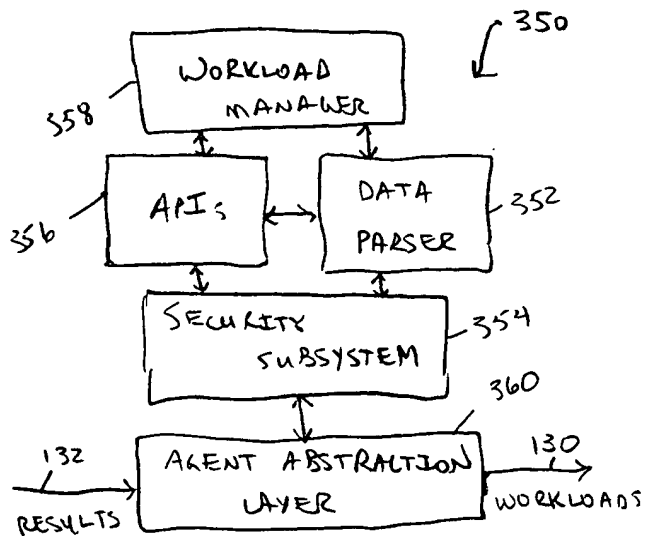 350
WORKLOAD
MANAGER
358
APIs
DATA
PARSER
352
356
SECURITY
SUBSYSTEM
354
360
132
AGENT ABSTRACTION
LAYER
130
RESULTS
WORKLOADS